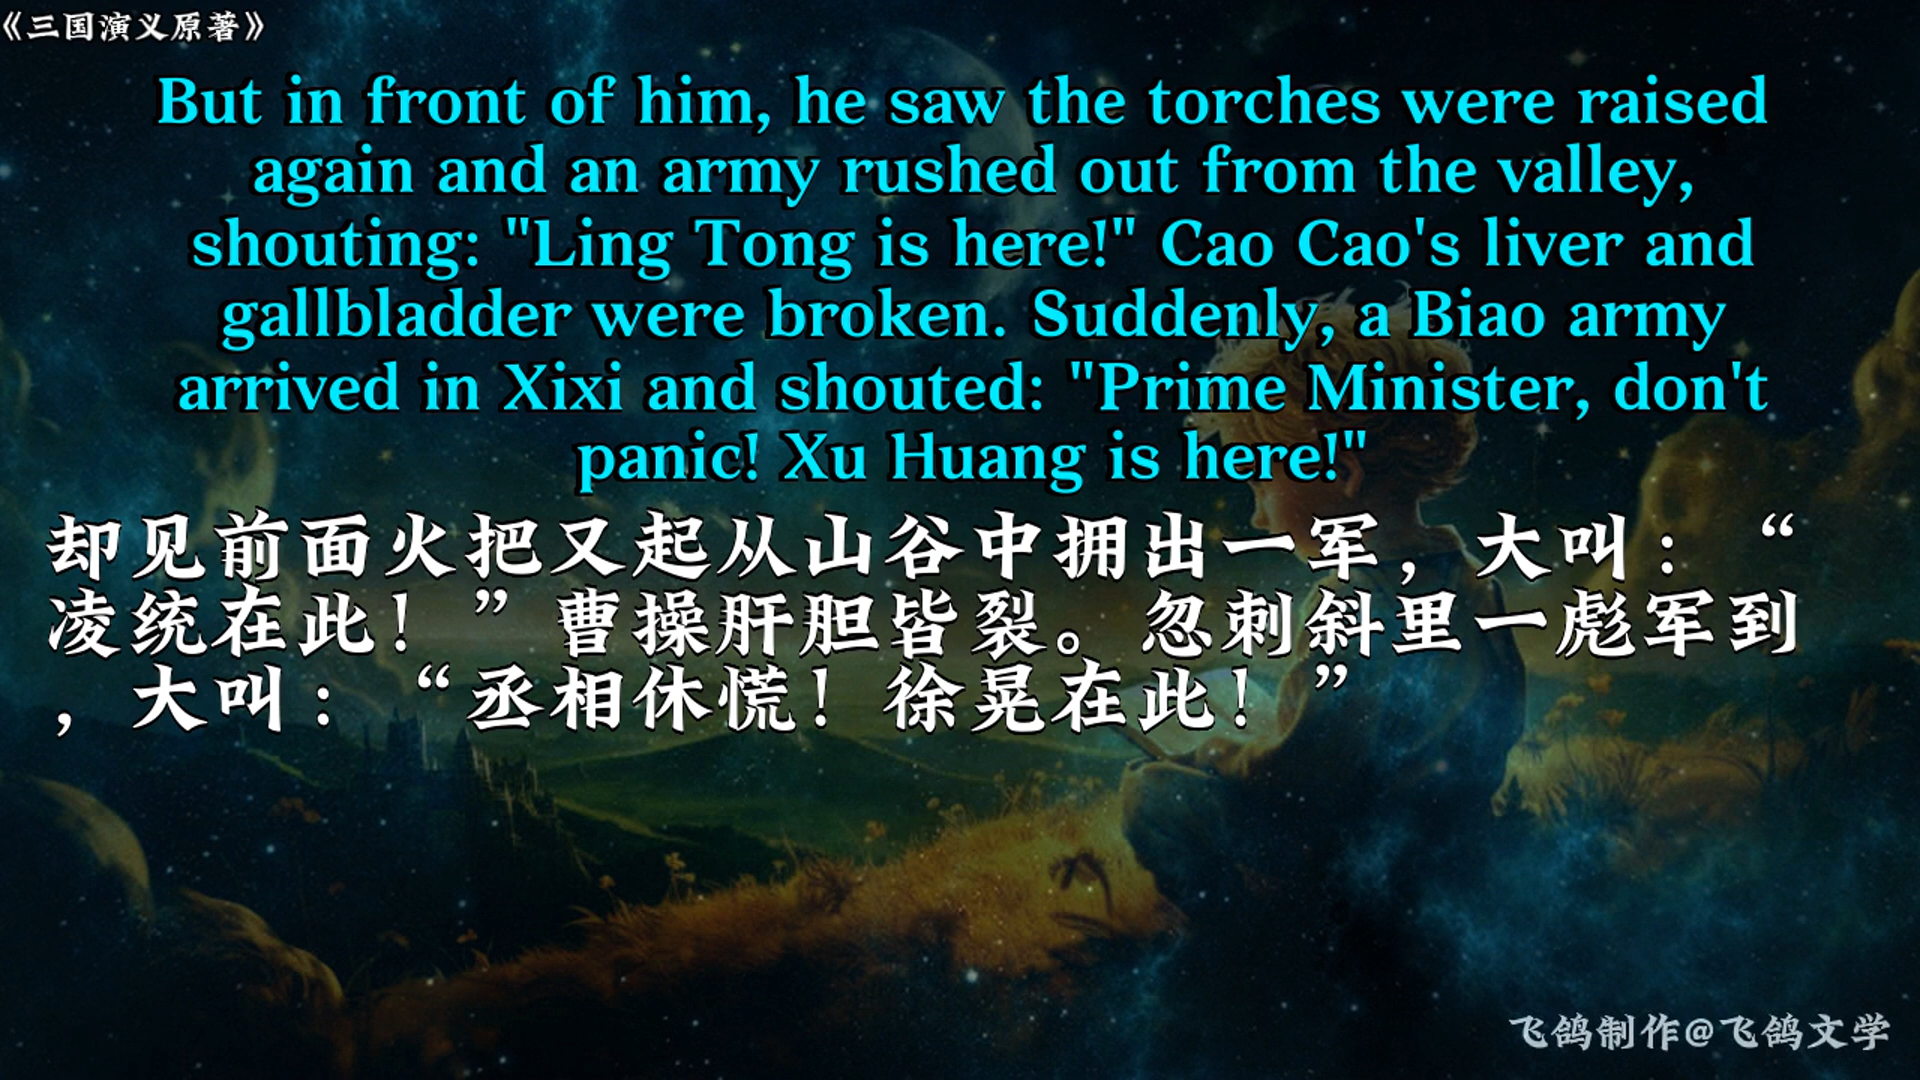 《三国演义原著》
But in front of him, he saw the torches were raised
again and an army rushed out from the valley,
shouting: "Ling Tong is here!" Cao Cao's liver and
gallbladder were broken. Suddenly, a Biao army
arrived in Xixi and shouted: "Prime Minister, don't
panic! Xu Huang is here!"
却见前面火把又起从山谷中拥出一军，大叫：“
凌统在此！”曹操肝胆皆裂。忽刺斜里一彪军到
，大叫：“丞相休慌！徐晃在此！”
飞鸽制作@飞鸽文学